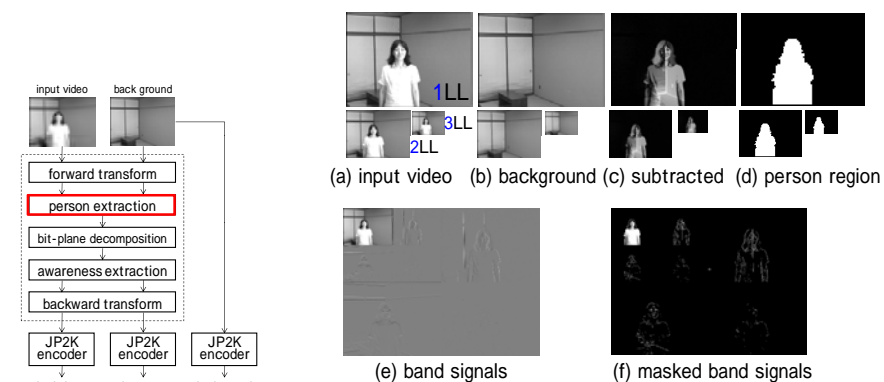 input video
back ground
forward transform
person extraction
bit-plane decomposition
awareness extraction
backward transform
JP2K
encoder
JP2K
encoder
JP2K
encoder
1LL
3LL
2LL
(a) input video
(b) background
(c) subtracted
(d) person region
(e) band signals
(f) masked band signals